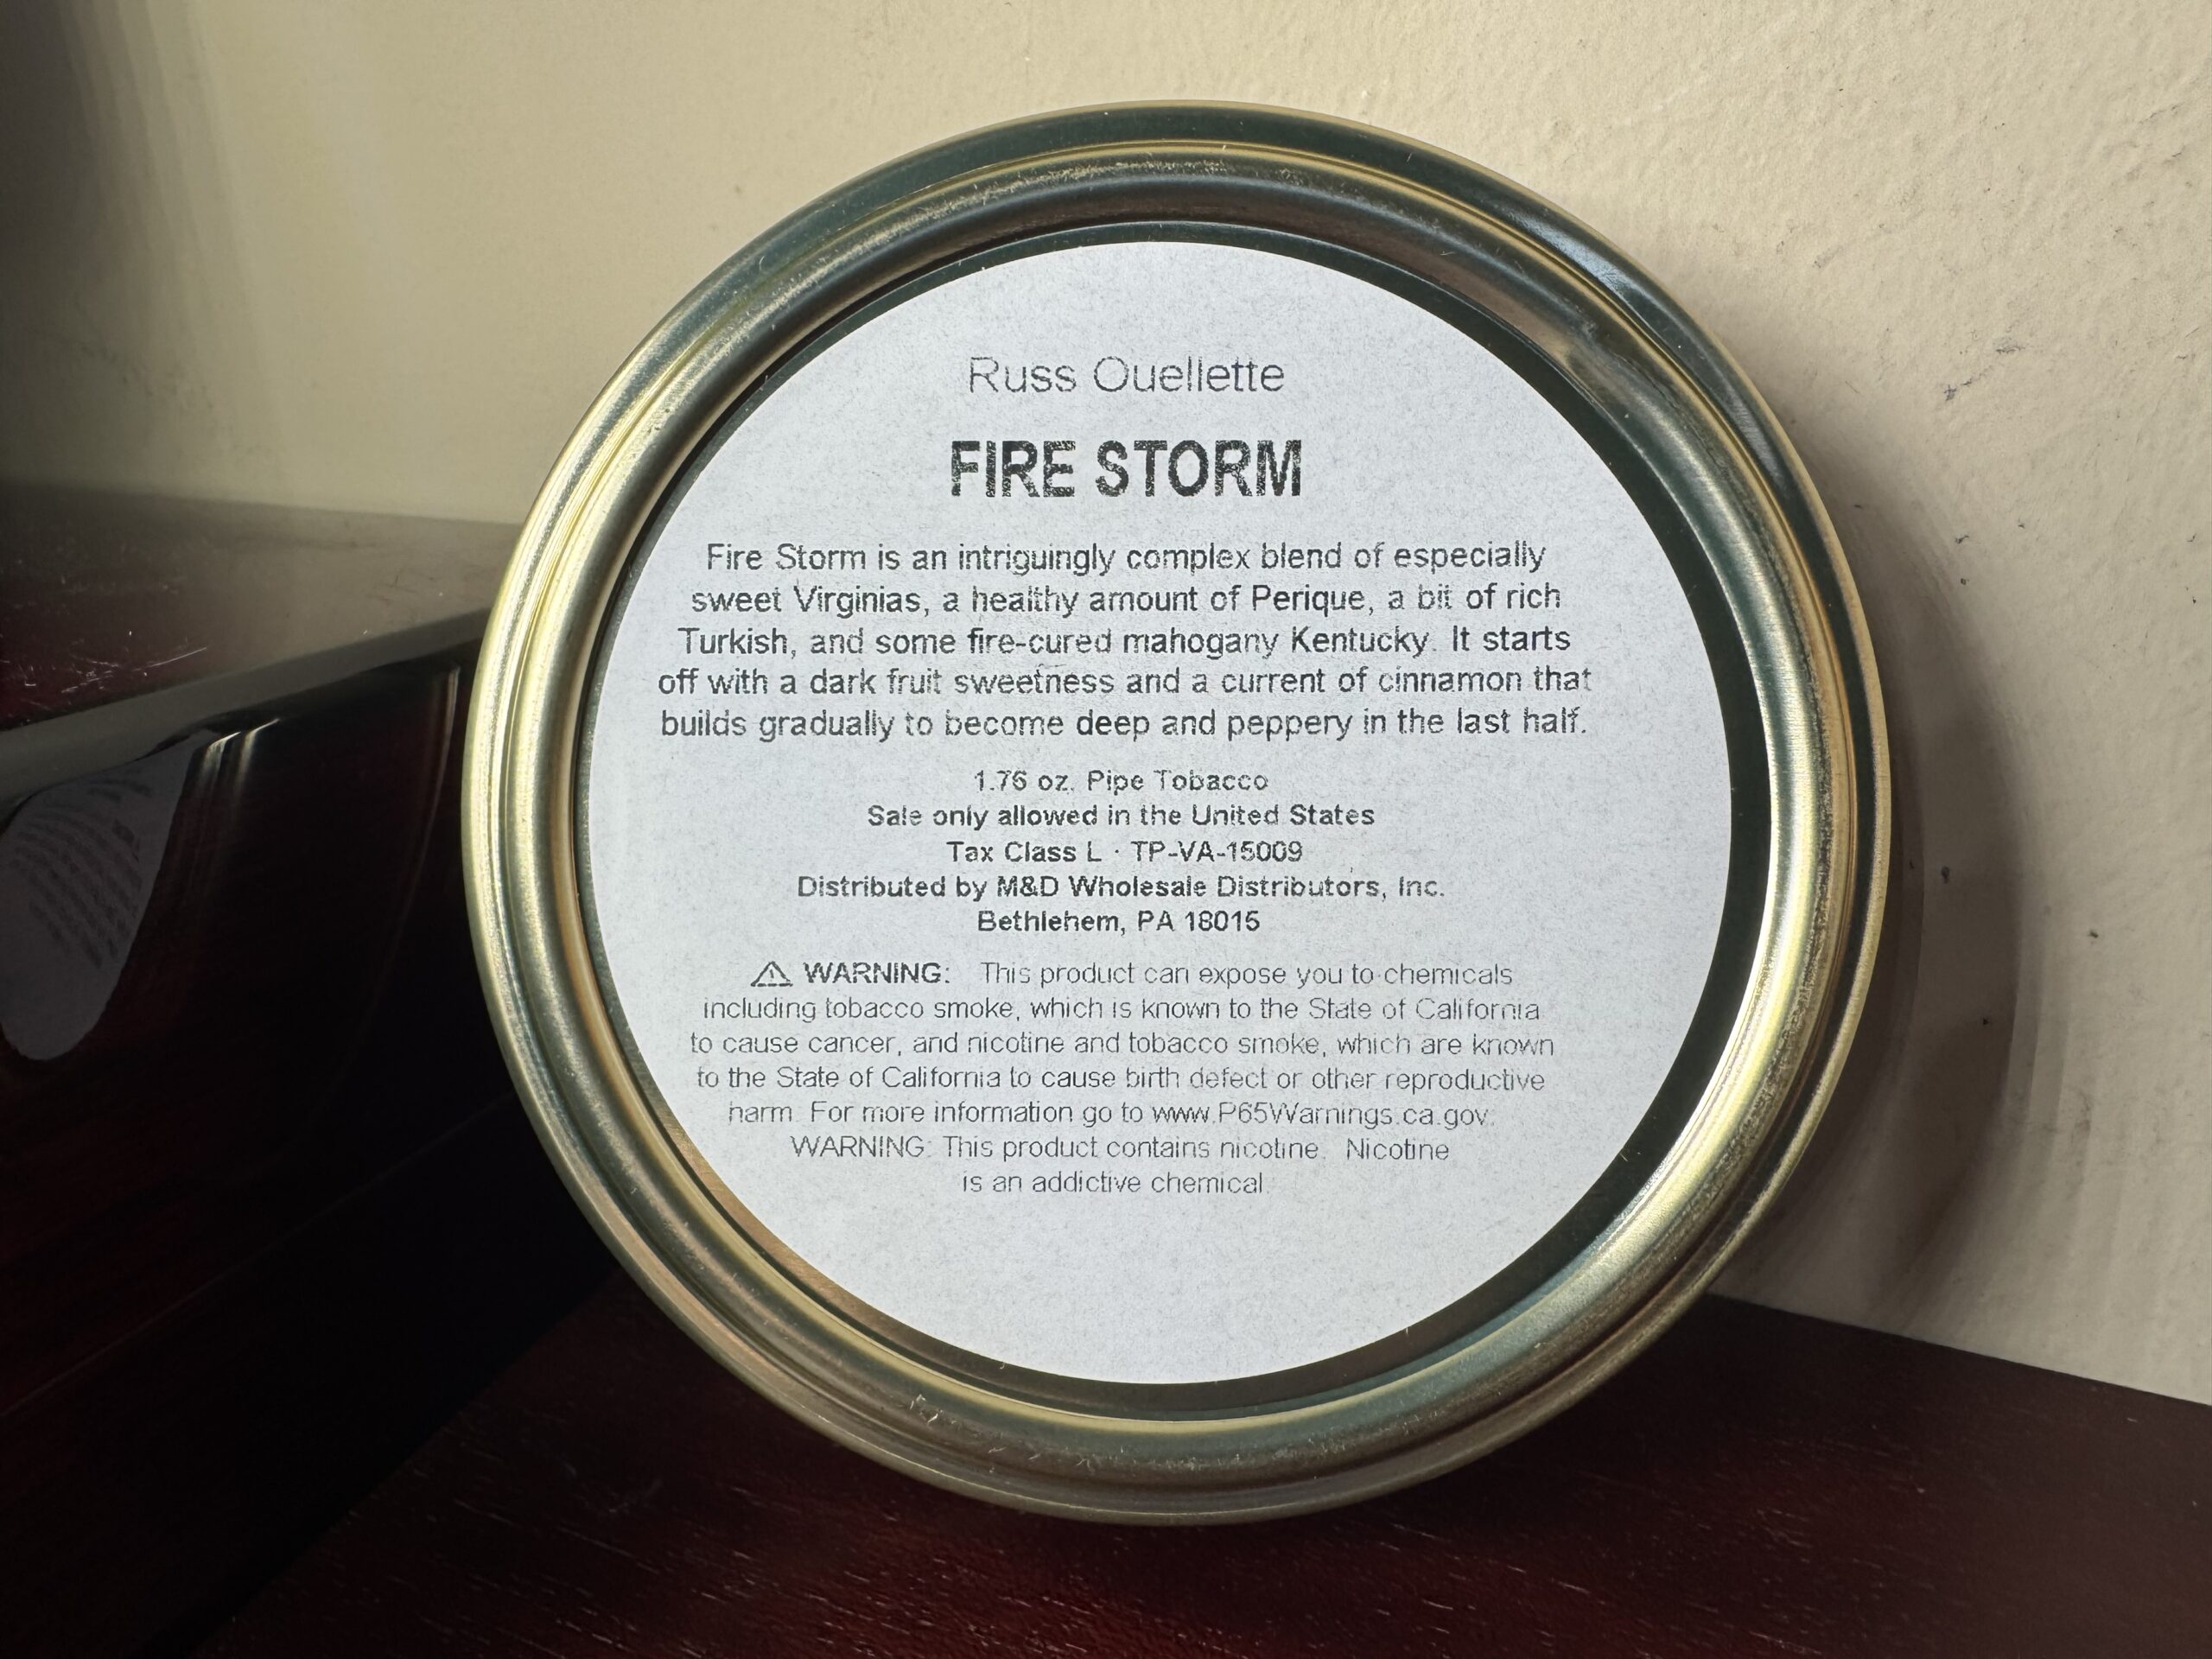 Russ Ouellette
FIRE STORM
Fire Storm is an intriguingly complex blend of especially
sweet Virginias, a healthy amount of Perique, a bit of rich
Turkish, and some fire-cured mahogany Kentucky. It starts
off with a dark fruit sweetness and a current of cinnamon that
builds gradually to become deep and peppery in the last half.
1.76 oz. Pipe Tobacco
Sale only allowed in the United States
Tax Class L · TP-VA-15009
Distributed by M&D Wholesale Distributors, Inc.
Bethlehem, PA 18015
⚠ WARNING: This product can expose you to chemicals
including tobacco smoke, which is known to the State of California
to cause cancer, and nicotine and tobacco smoke, which are known
to the State of California to cause birth defect or other reproductive
harm. For more information go to www.P65Warnings.ca.gov.
WARNING: This product contains nicotine. Nicotine
is an addictive chemical.